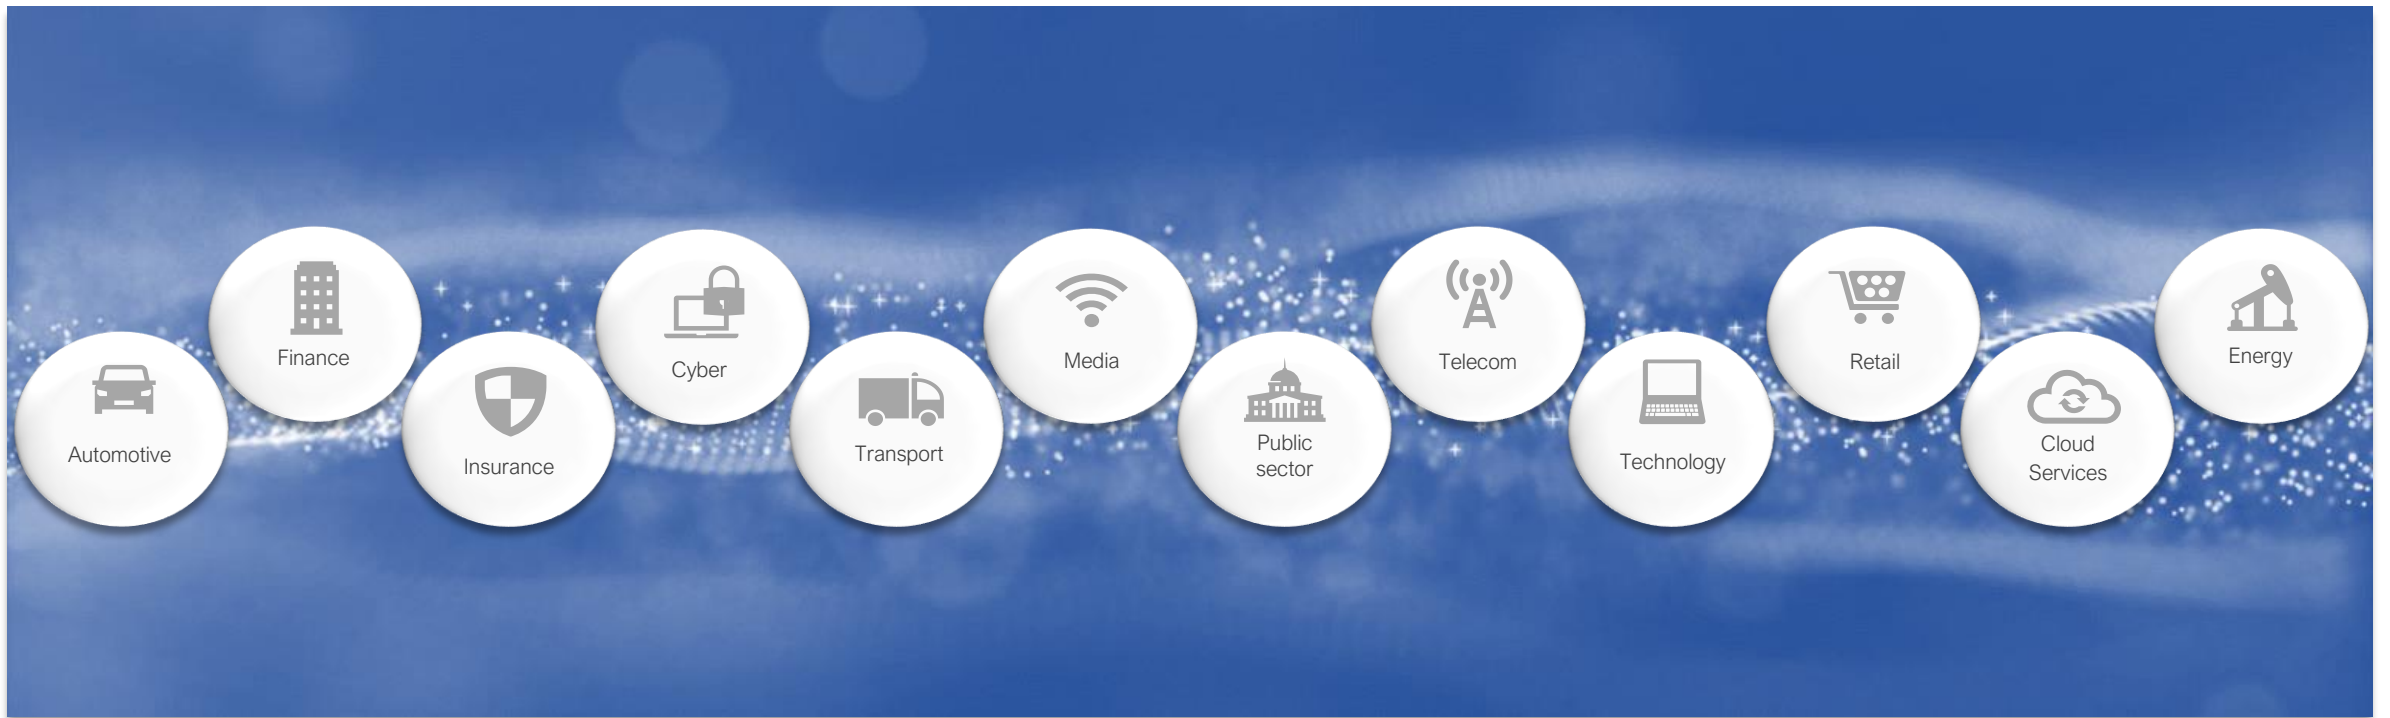 Automotive
Finance
Insurance
Cyber
Transport
Media
Public
sector
Telecom
Technology
Retail
Cloud
Services
Energy